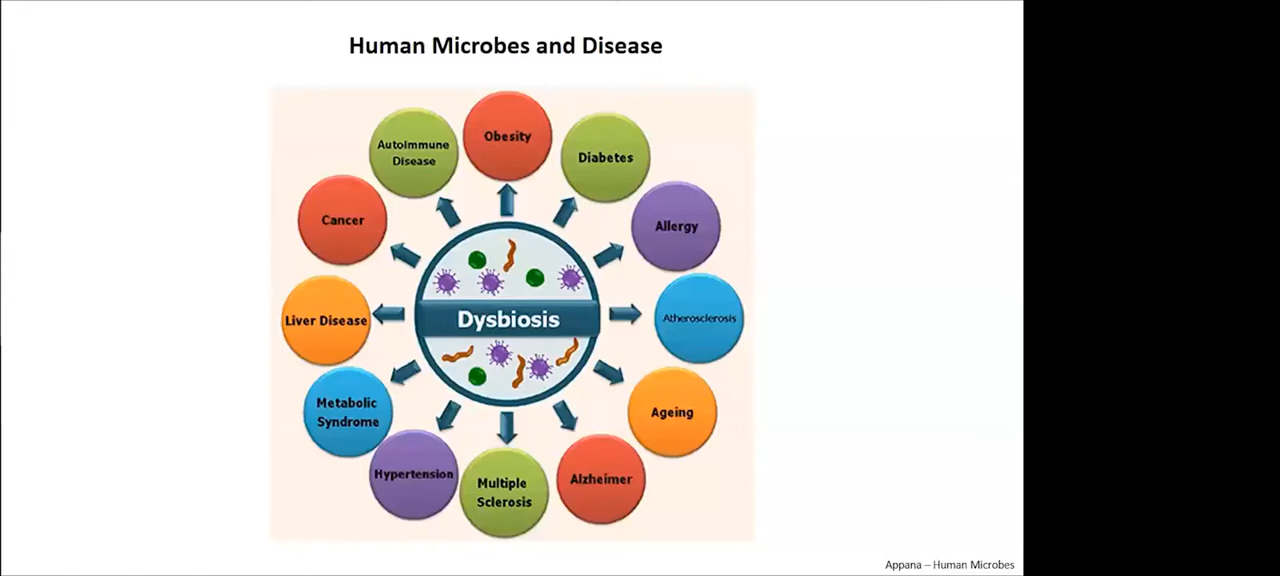 Human Microbes and Disease
Obesity
AutoImmune
Disease
Diabetes
Cancer
Allergy
Liver Disease
Dysbiosis
Atherosclerosis
Metabolic
Syndrome
Ageing
Hypertension
Multiple
Sclerosis
Alzheimer
Appana – Human Microbes